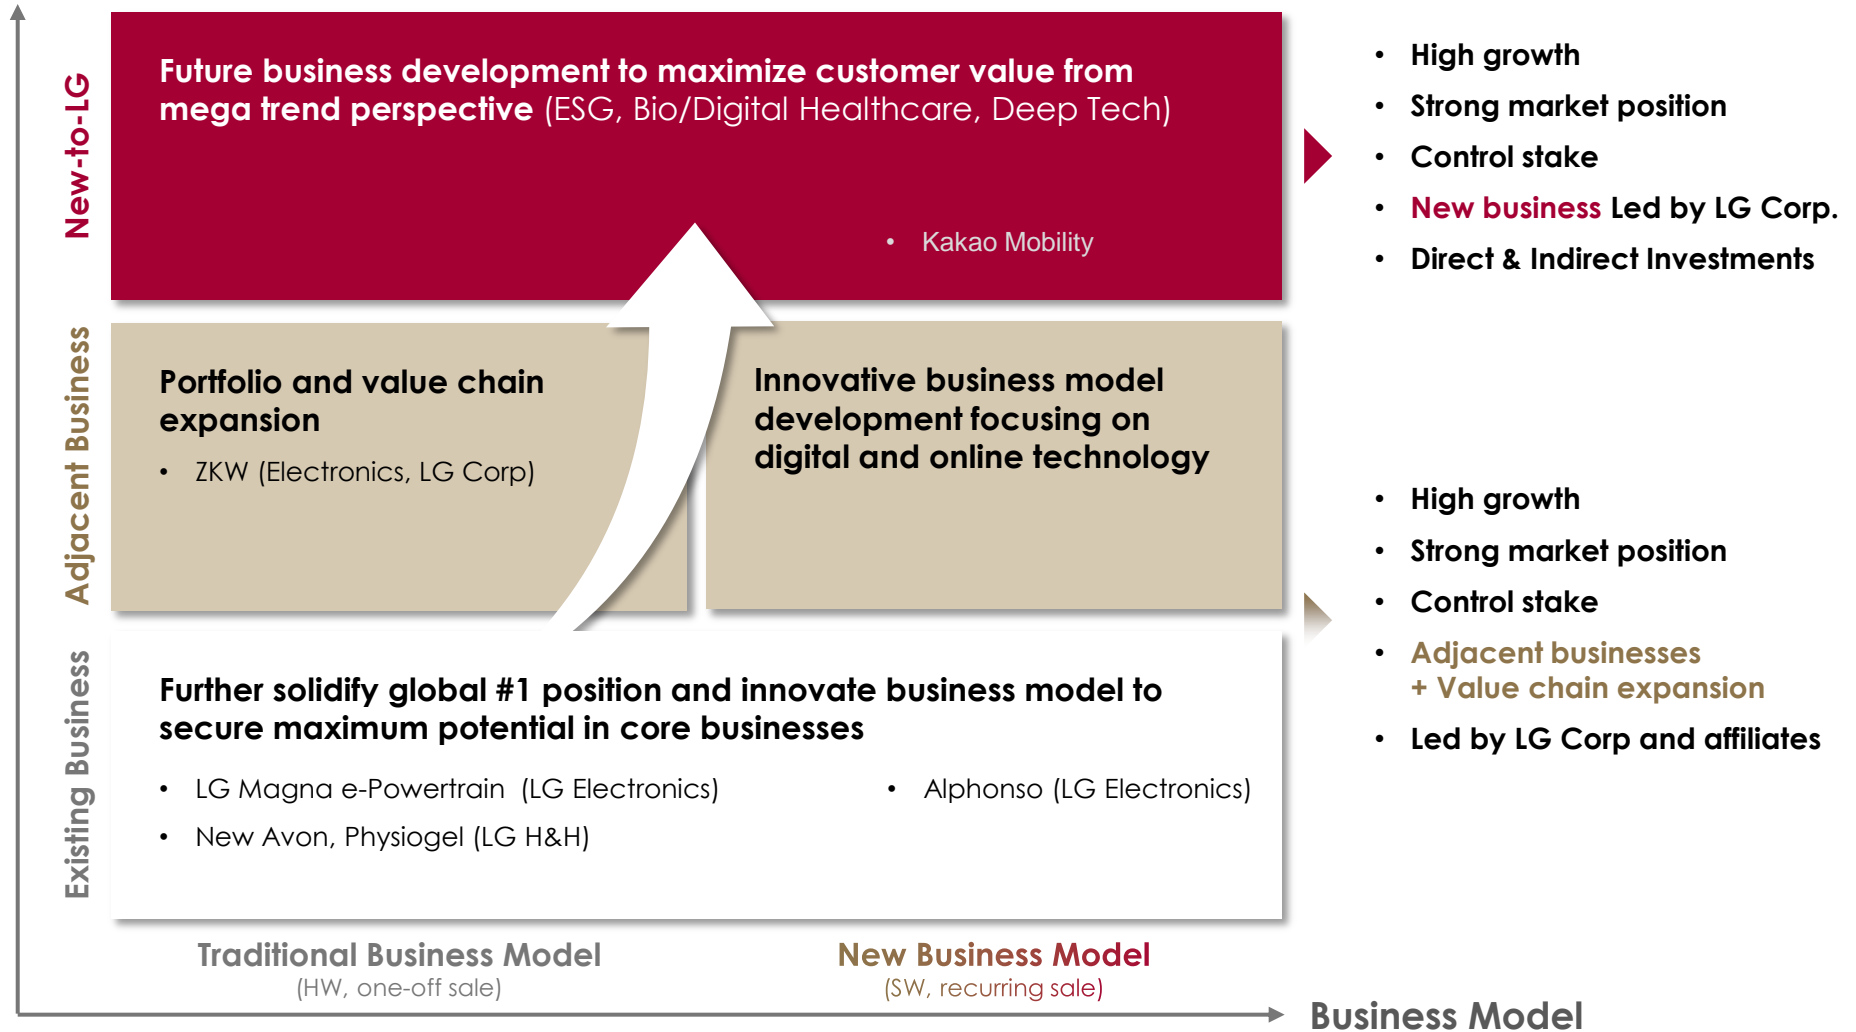 New-to-LG
Future business development to maximize customer value from
mega trend perspective (ESG, Bio/Digital Healthcare, Deep Tech)
• Kakao Mobility
• High growth
• Strong market position
• Control stake
• New business Led by LG Corp.
• Direct & Indirect Investments
Adjacent Business
Portfolio and value chain
expansion
• ZKW (Electronics, LG Corp)
Innovative business model
development focusing on
digital and online technology
• High growth
• Strong market position
• Control stake
• Adjacent businesses
+ Value chain expansion
• Led by LG Corp and affiliates
Existing Business
Further solidify global #1 position and innovate business model to
secure maximum potential in core businesses
• LG Magna e-Powertrain (LG Electronics)
• New Avon, Physiogel (LG H&H)
• Alphonso (LG Electronics)
Traditional Business Model
(HW, one-off sale)
New Business Model
(SW, recurring sale)
Business Model